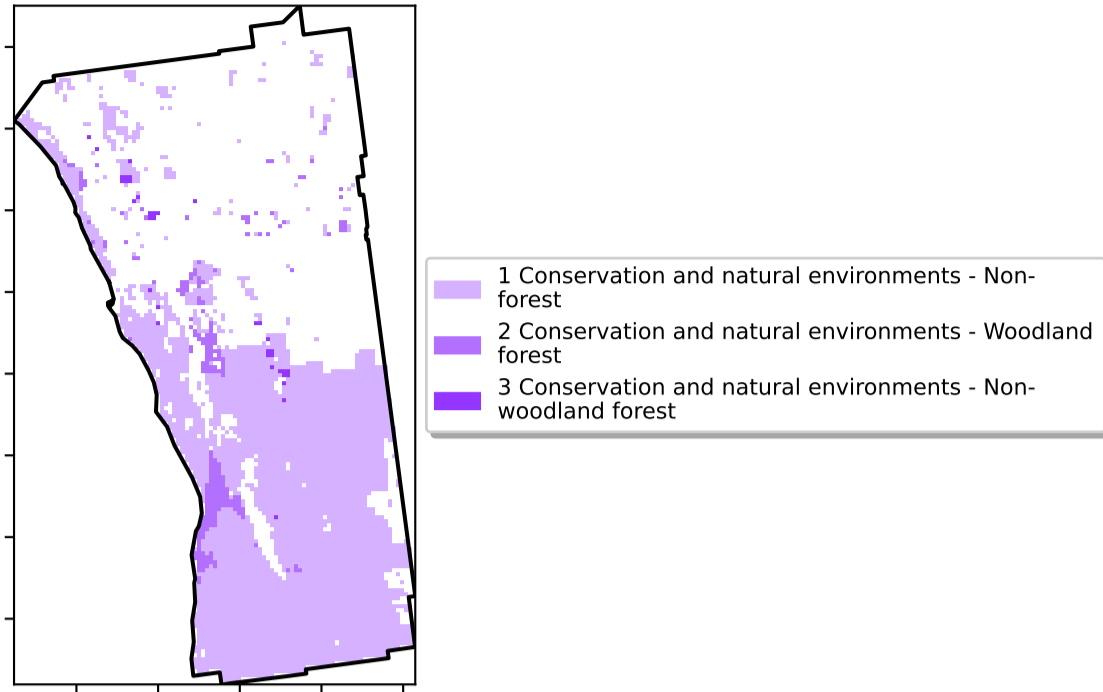 1 Conservation and natural environments - Non-
forest
2 Conservation and natural environments - Woodland
forest
3 Conservation and natural environments - Non-
woodland forest